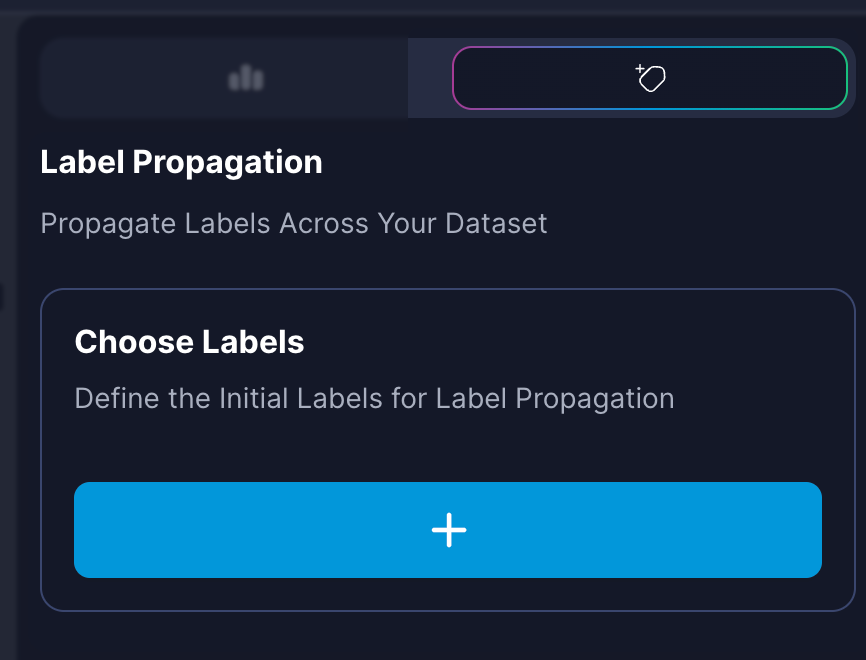 Label Propagation
Propagate Labels Across Your Dataset
Choose Labels
Define the Initial Labels for Label Propagation